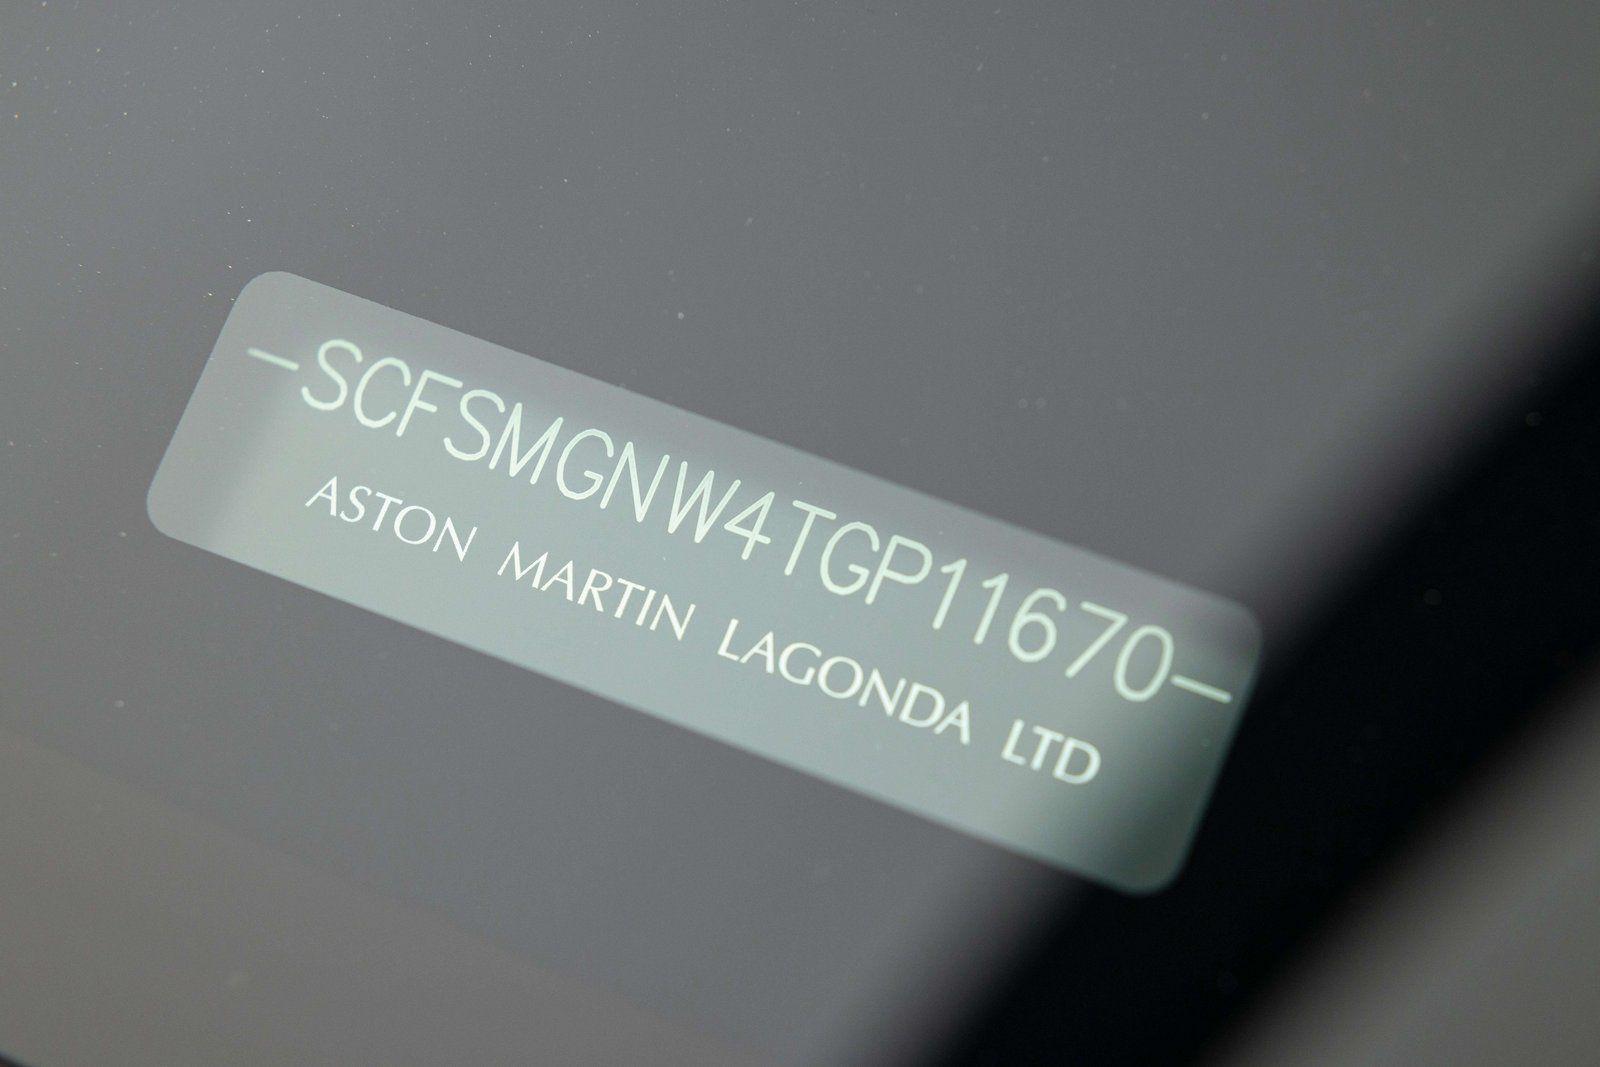 –SCFSMGNW4TGP11670–
ASTON MARTIN LAGONDA LTD